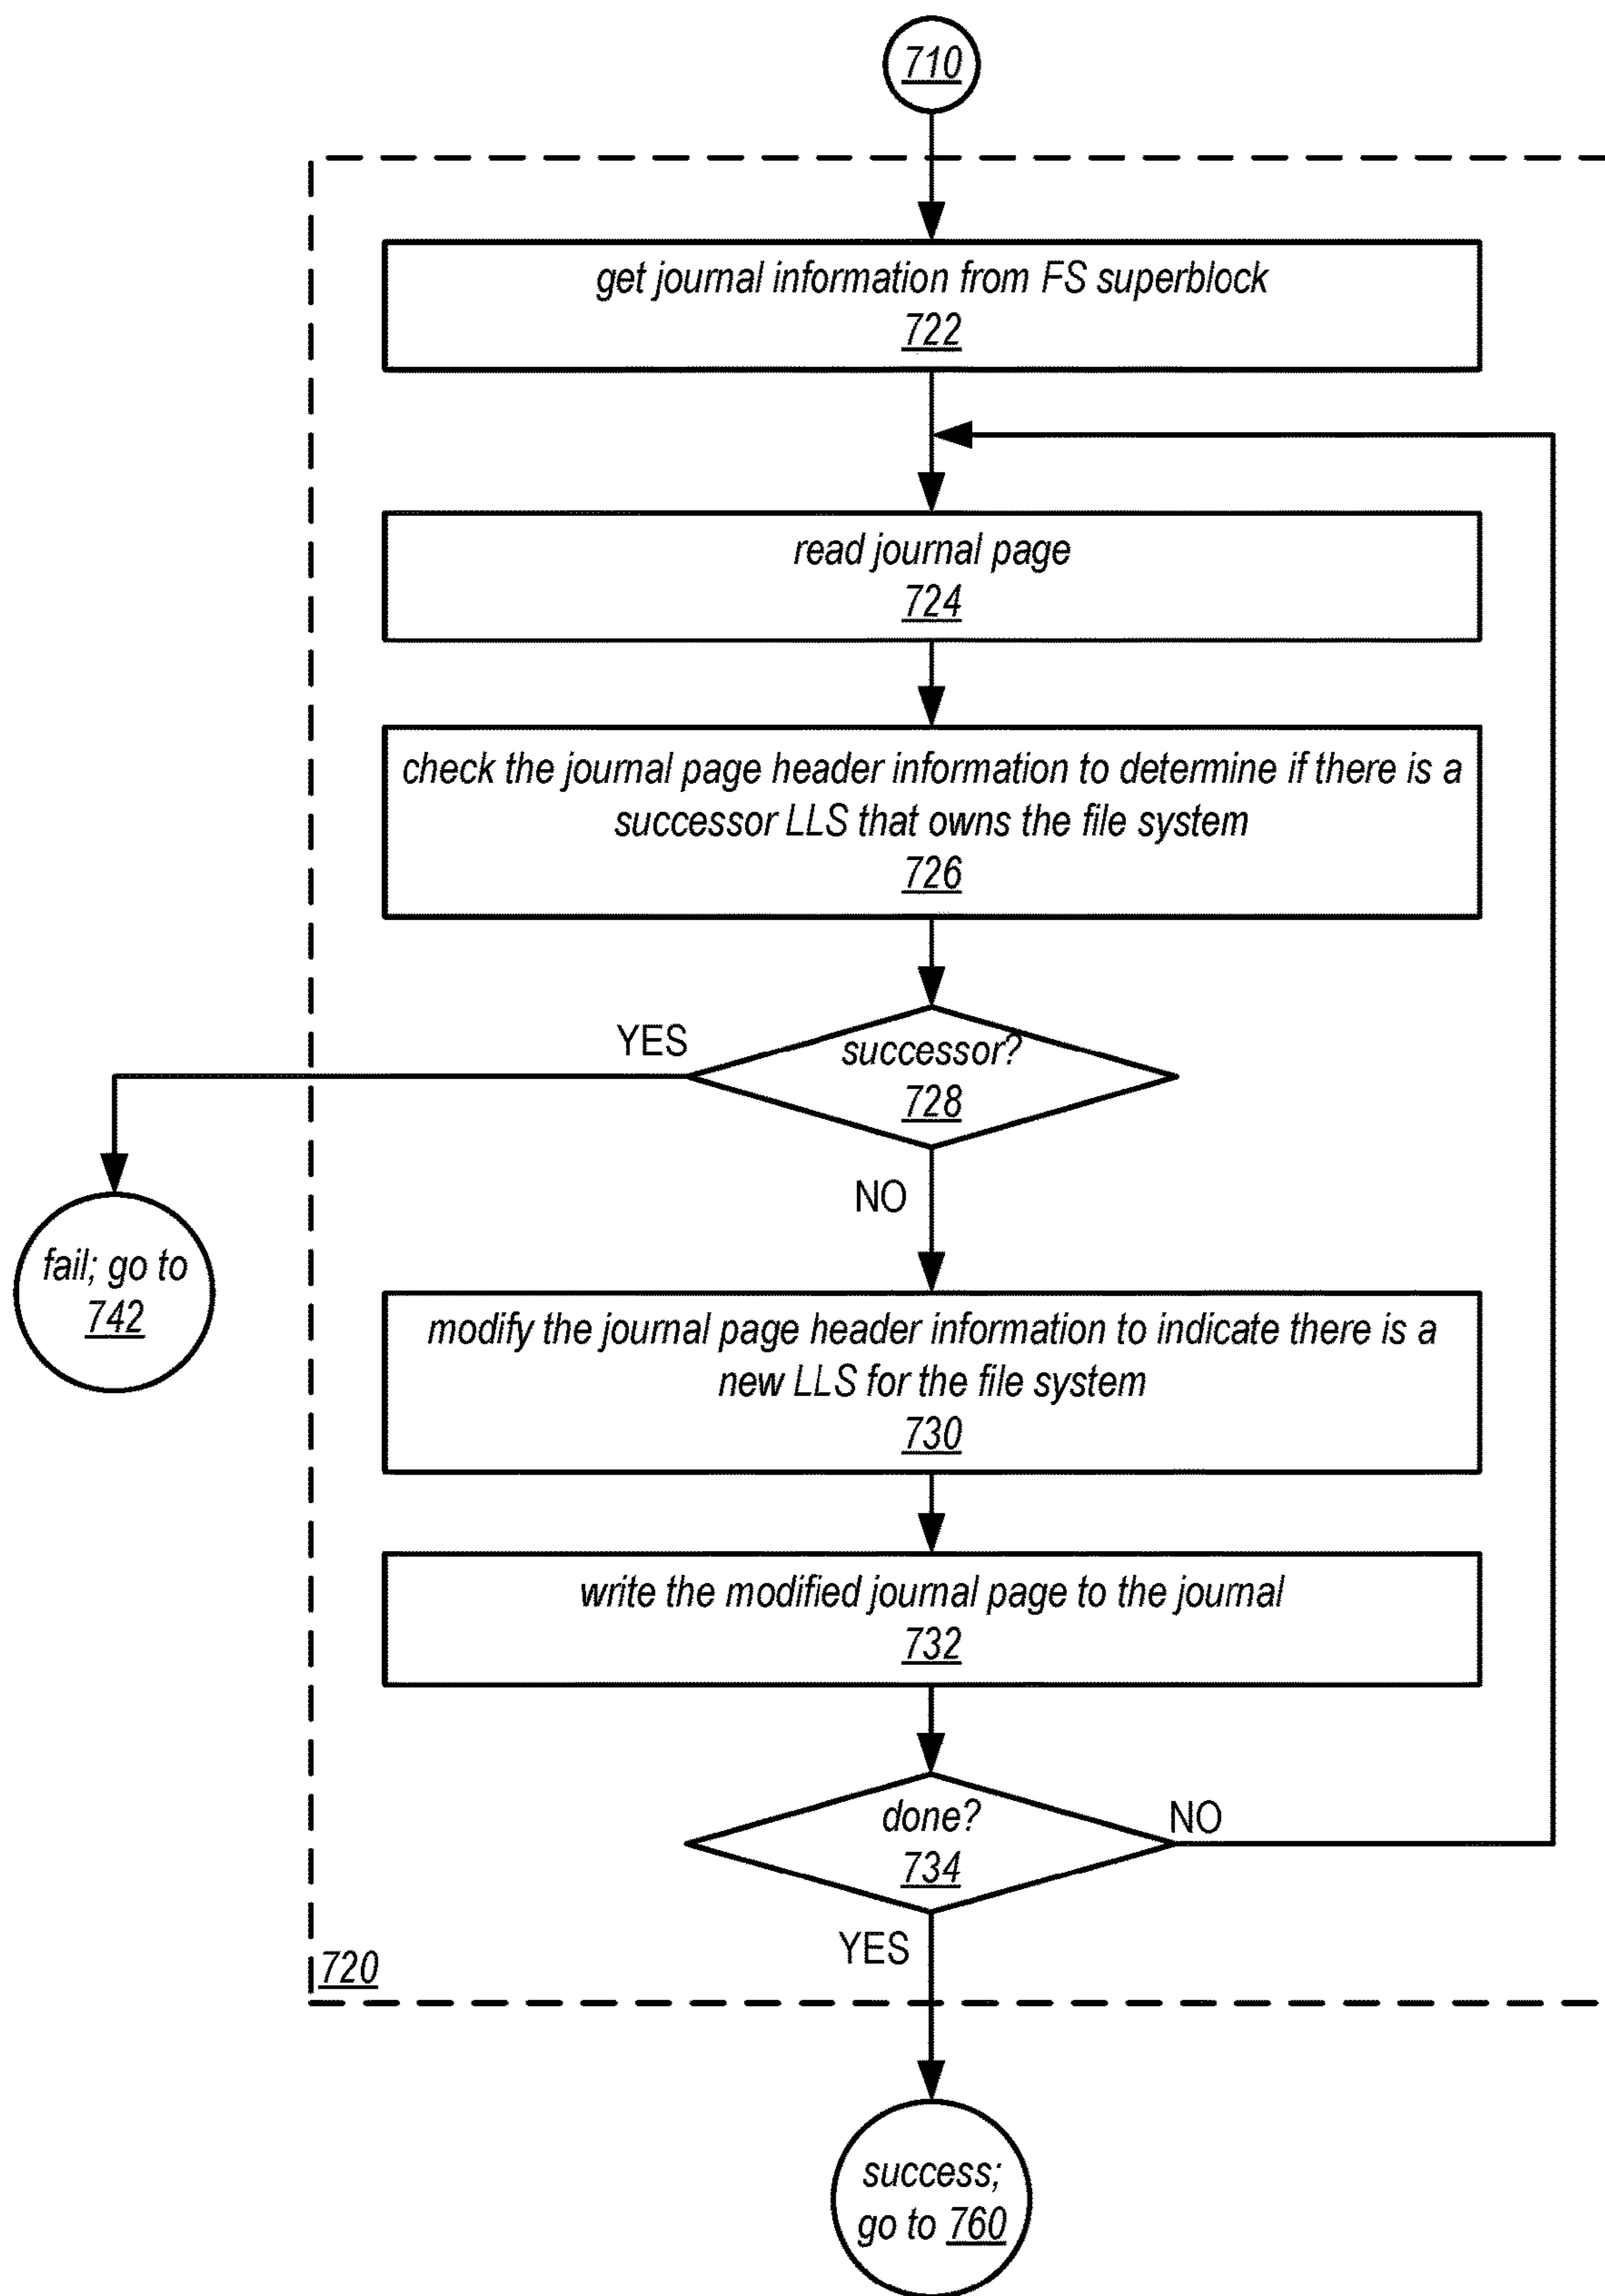 710
get journal information from FS superblock
722
read journal page
724
check the journal page header information to determine if there is a
successor LLS that owns the file system
726
YES
successor?
728
NO
fail; go to
742
modify the journal page header information to indicate there is a
new LLS for the file system
730
write the modified journal page to the journal
732
done?
734
NO
YES
720
success;
go to 760